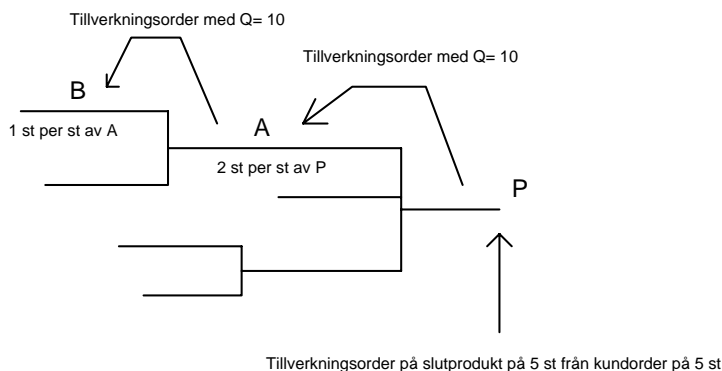 Tillverkningsorder med Q= 10
Tillverkningsorder med Q= 10
B
1 st per st av A
A
2 st per st av P
P
Tillverkningsorder på slutprodukt på 5 st från kundorder på 5 st